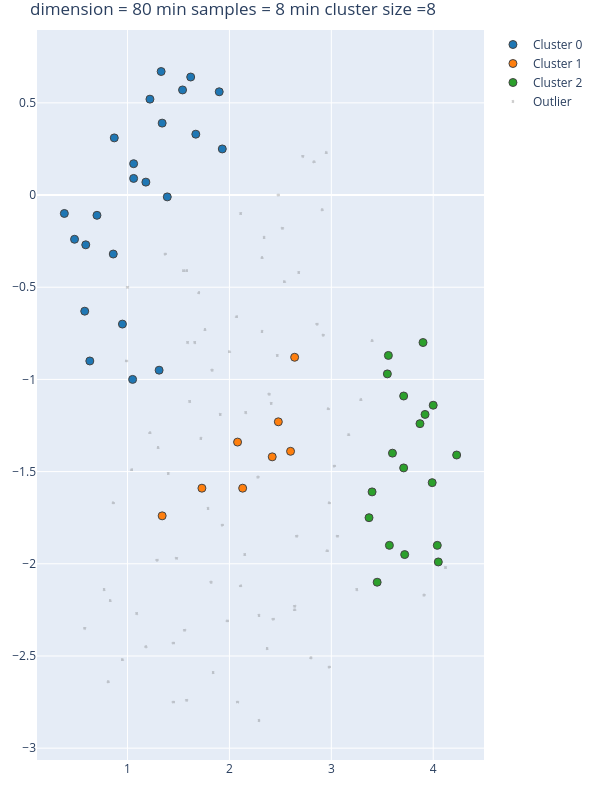 dimension = 80 min samples = 8 min cluster size =8
Cluster 0
Cluster 1
Cluster 2
Outlier
0.5
0
−0.5
−1
−1.5
−2
−2.5
−3
1
2
3
4